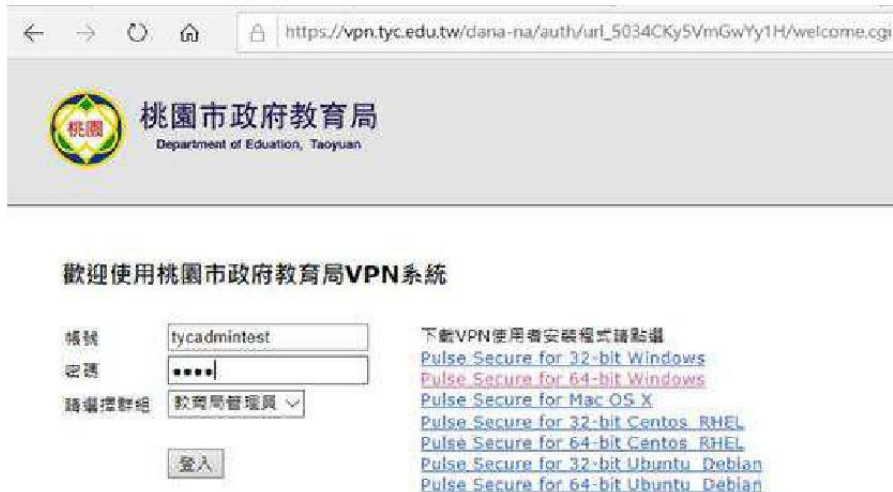 https://vpn.tyc.edu.tw/dana-na/auth/url_5034CKy5VmGwYy1H/welcome.cgi
桃園
桃園市政府教育局
Department of Eduation, Taoyuan
歡迎使用桃園市政府教育局VPN系統
帳號 tycadmintest
密碼 ●●●●
請選擇群組 教育局管理員
登入
下載VPN使用者安裝程式請點選
Pulse Secure for 32-bit Windows
Pulse Secure for 64-bit Windows
Pulse Secure for Mac OS X
Pulse Secure for 32-bit Centos RHEL
Pulse Secure for 64-bit Centos RHEL
Pulse Secure for 32-bit Ubuntu Debian
Pulse Secure for 64-bit Ubuntu Debian